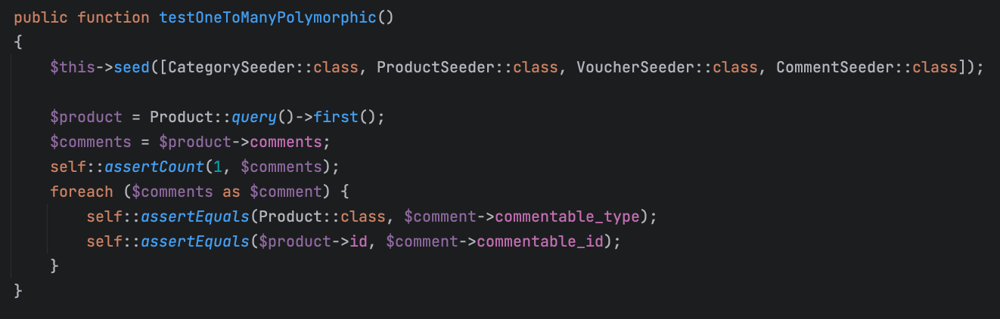 public function testOneToManyPolymorphic()
{
    $this->seed([CategorySeeder::class, ProductSeeder::class, VoucherSeeder::class, CommentSeeder::class]);

    $product = Product::query()->first();
    $comments = $product->comments;
    self::assertCount(1, $comments);
    foreach ($comments as $comment) {
        self::assertEquals(Product::class, $comment->commentable_type);
        self::assertEquals($product->id, $comment->commentable_id);
    }
}